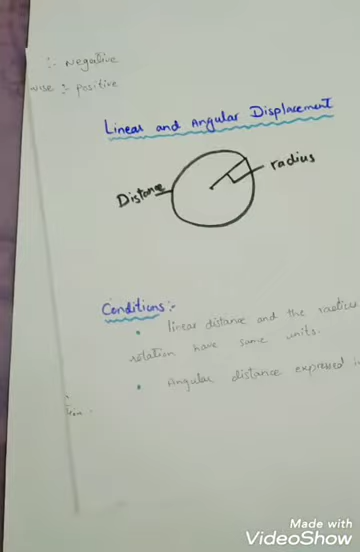 :- Negative
wise :- positive
Linear and Angular Displacement
radius
Distance
Conditions:-
• linear distance and the radius
rotation have same units.
• Angular distance expressed
Made with
VideoShow